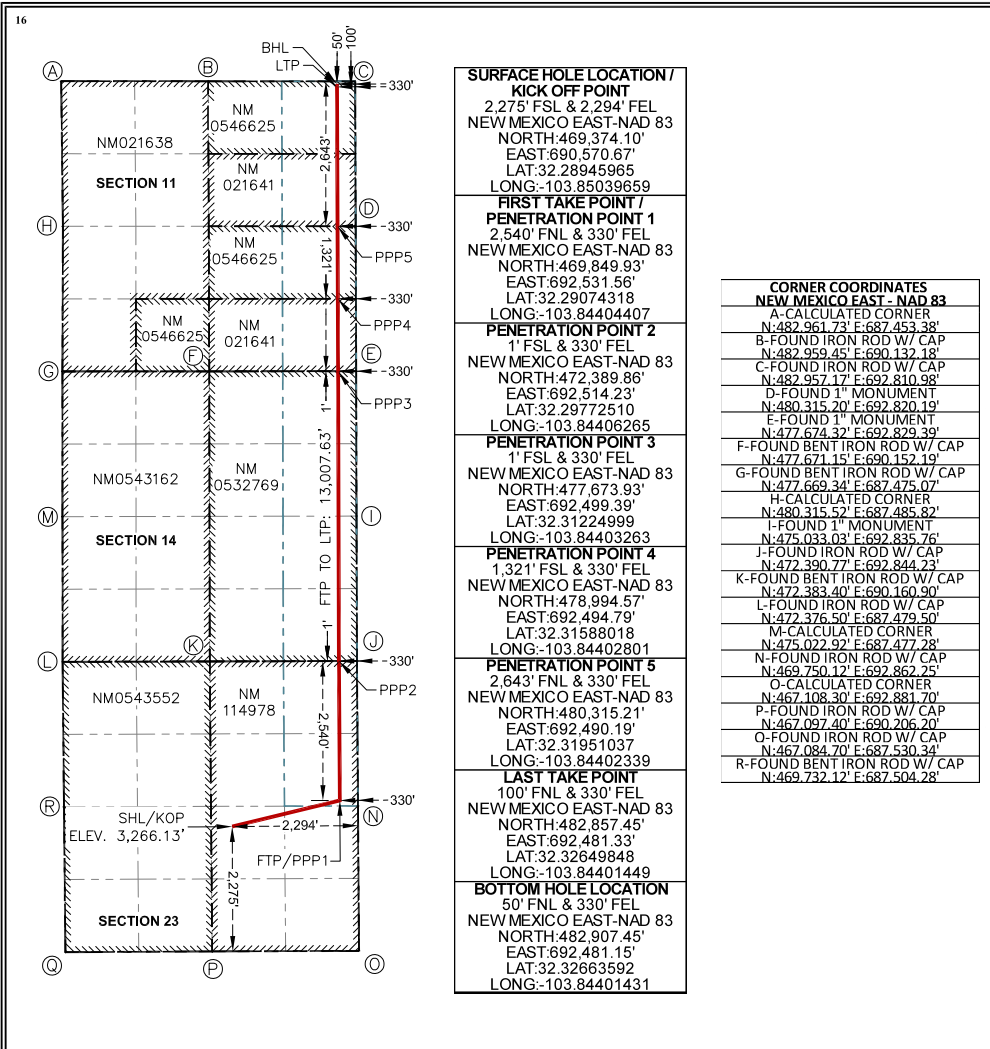 16
50'
100'
BHL
LTP
A
B
C
330'
NM
0546625
NM021638
2,643'
SECTION 11
NM
021641
D
H
330'
NM
0546625
PPP5
1,321'
330'
PPP4
NM
0546625
NM
021641
F
E
G
330'
PPP3
1'
NM0543162
NM
0532769
FTP TO LTP: 13,007.63'
M
I
SECTION 14
1'
K
J
L
330'
PPP2
NM0543552
NM
114978
2,540'
330'
R
N
SHL/KOP
ELEV. 3,266.13'
2,294'
FTP/PPP1
2,275'
SECTION 23
Q
P
O
SURFACE HOLE LOCATION /
KICK OFF POINT
2,275' FSL & 2,294' FEL
NEW MEXICO EAST-NAD 83
NORTH:469,374.10'
EAST:690,570.67'
LAT:32.28945965
LONG:-103.85039659
FIRST TAKE POINT /
PENETRATION POINT 1
2,540' FNL & 330' FEL
NEW MEXICO EAST-NAD 83
NORTH:469,849.93'
EAST:692,531.56'
LAT:32.29074318
LONG:-103.84404407
PENETRATION POINT 2
1' FSL & 330' FEL
NEW MEXICO EAST-NAD 83
NORTH:472,389.86'
EAST:692,514.23'
LAT:32.29772510
LONG:-103.84406265
PENETRATION POINT 3
1' FSL & 330' FEL
NEW MEXICO EAST-NAD 83
NORTH:477,673.93'
EAST:692,499.39'
LAT:32.31224999
LONG:-103.84403263
PENETRATION POINT 4
1,321' FSL & 330' FEL
NEW MEXICO EAST-NAD 83
NORTH:478,994.57'
EAST:692,494.79'
LAT:32.31588018
LONG:-103.84402801
PENETRATION POINT 5
2,643' FNL & 330' FEL
NEW MEXICO EAST-NAD 83
NORTH:480,315.21'
EAST:692,490.19'
LAT:32.31951037
LONG:-103.84402339
LAST TAKE POINT
100' FNL & 330' FEL
NEW MEXICO EAST-NAD 83
NORTH:482,857.45'
EAST:692,481.33'
LAT:32.32649848
LONG:-103.84401449
BOTTOM HOLE LOCATION
50' FNL & 330' FEL
NEW MEXICO EAST-NAD 83
NORTH:482,907.45'
EAST:692,481.15'
LAT:32.32663592
LONG:-103.84401431
CORNER COORDINATES
NEW MEXICO EAST - NAD 83
A-CALCULATED CORNER
N:482,961.73' E:687,453.38'
B-FOUND IRON ROD W/ CAP
N:482,959.45' E:690,132.18'
C-FOUND IRON ROD W/ CAP
N:482,957.17' E:692,810.98'
D-FOUND 1" MONUMENT
N:480,315.20' E:692,820.19'
E-FOUND 1" MONUMENT
N:477,674.32' E:692,829.39'
F-FOUND BENT IRON ROD W/ CAP
N:477,671.15' E:690,152.19'
G-FOUND BENT IRON ROD W/ CAP
N:477,669.34' E:687,475.07'
H-CALCULATED CORNER
N:480,315.52' E:687,485.82'
I-FOUND 1" MONUMENT
N:475,033.03' E:692,835.76'
J-FOUND IRON ROD W/ CAP
N:472,390.77' E:692,844.23'
K-FOUND BENT IRON ROD W/ CAP
N:472,383.40' E:690,160.90'
L-FOUND IRON ROD W/ CAP
N:472,376.50' E:687,479.50'
M-CALCULATED CORNER
N:475,022.92' E:687,477.28'
N-FOUND IRON ROD W/ CAP
N:469,750.12' E:692,862.25'
O-CALCULATED CORNER
N:467,108.30' E:692,881.70'
P-FOUND IRON ROD W/ CAP
N:467,097.40' E:690,206.20'
O-FOUND IRON ROD W/ CAP
N:467,084.70' E:687,530.34'
R-FOUND BENT IRON ROD W/ CAP
N:469,732.12' E:687,504.28'